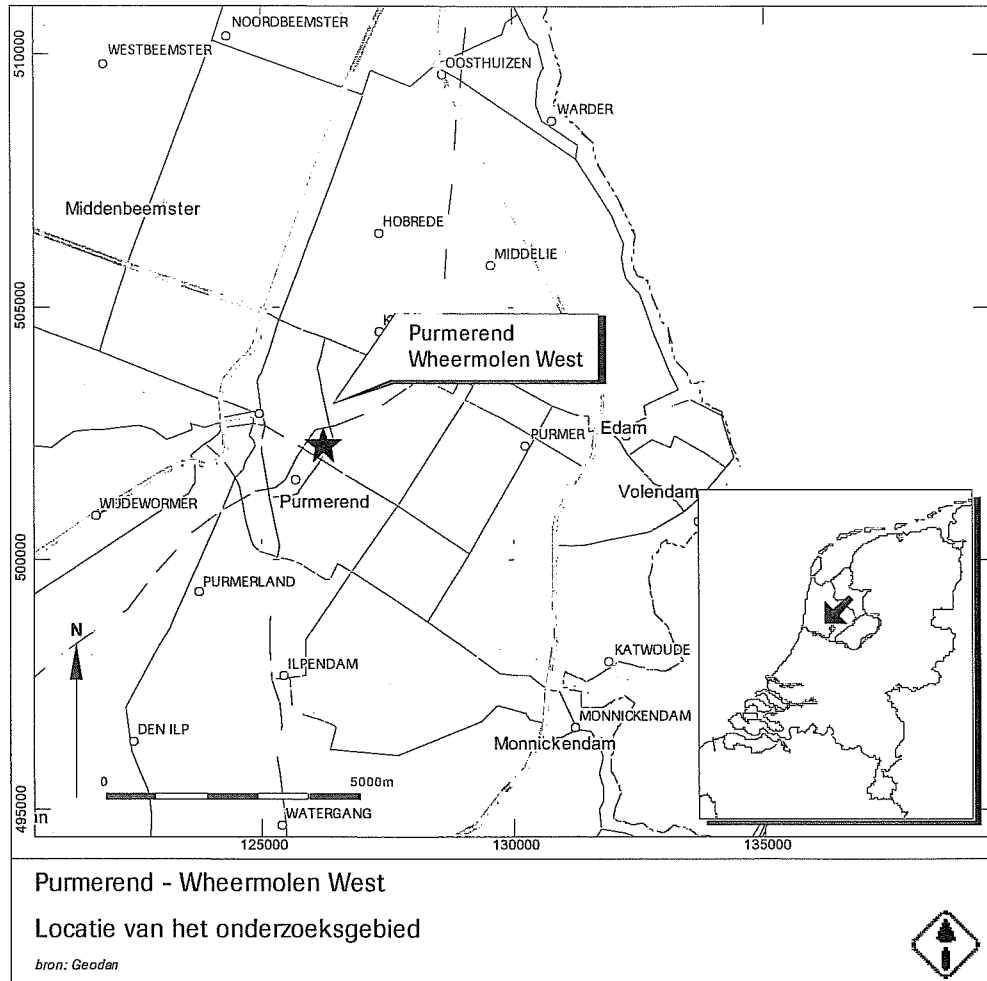 NOORDBEEMSTER
WESTBEEMSTER
OOSTHUIZEN
WARDER
Middenbeemster
HOBREDE
MIDDELIE
K
Purmerend
Wheermolen West
PURMER
Edam
Volendam
WIJDEWORMER
Purmerend
PURMERLAND
N
ILPENDAM
KATWOUDE
MONNICKENDAM
Monnickendam
DEN ILP
0 5000m
WATERGANG
510000
505000
500000
495000
125000 130000 135000
Purmerend - Wheermolen West
Locatie van het onderzoeksgebied
bron: Geodan